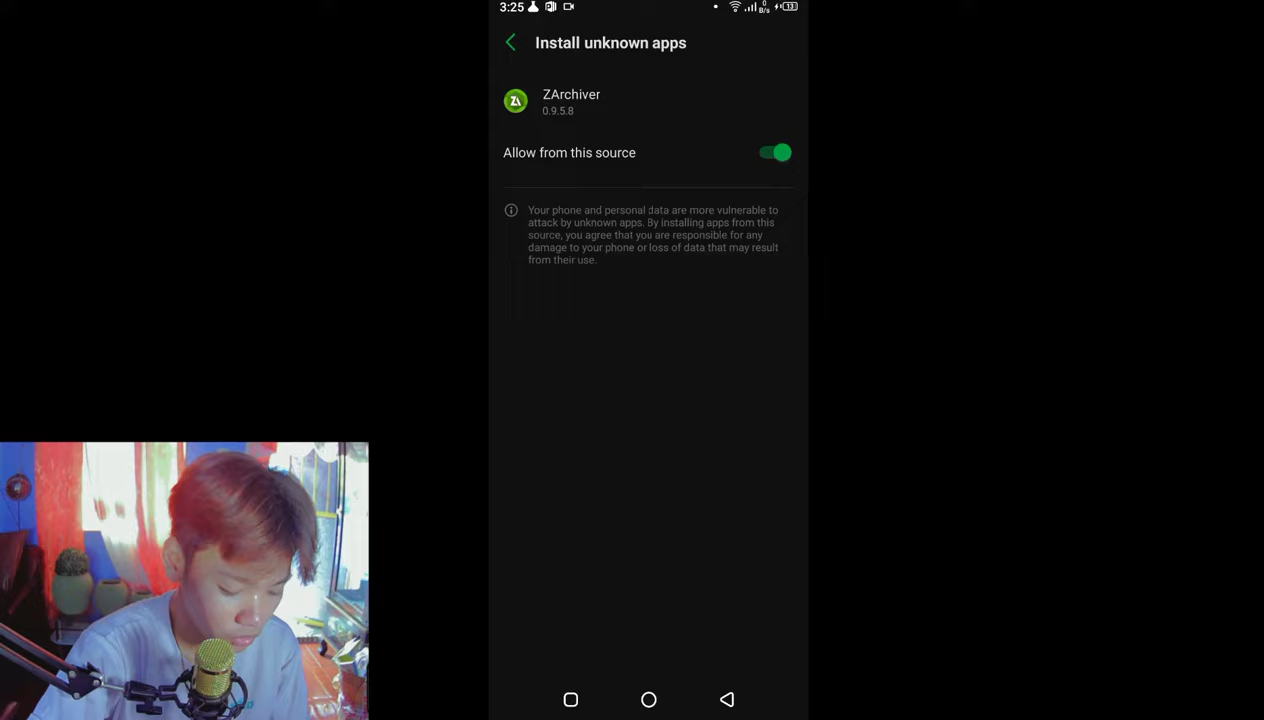 3:25
0
B/s
13
Install unknown apps
ZArchiver
0.9.5.8
Allow from this source
Your phone and personal data are more vulnerable to
attack by unknown apps. By installing apps from this
source, you agree that you are responsible for any
damage to your phone or loss of data that may result
from their use.